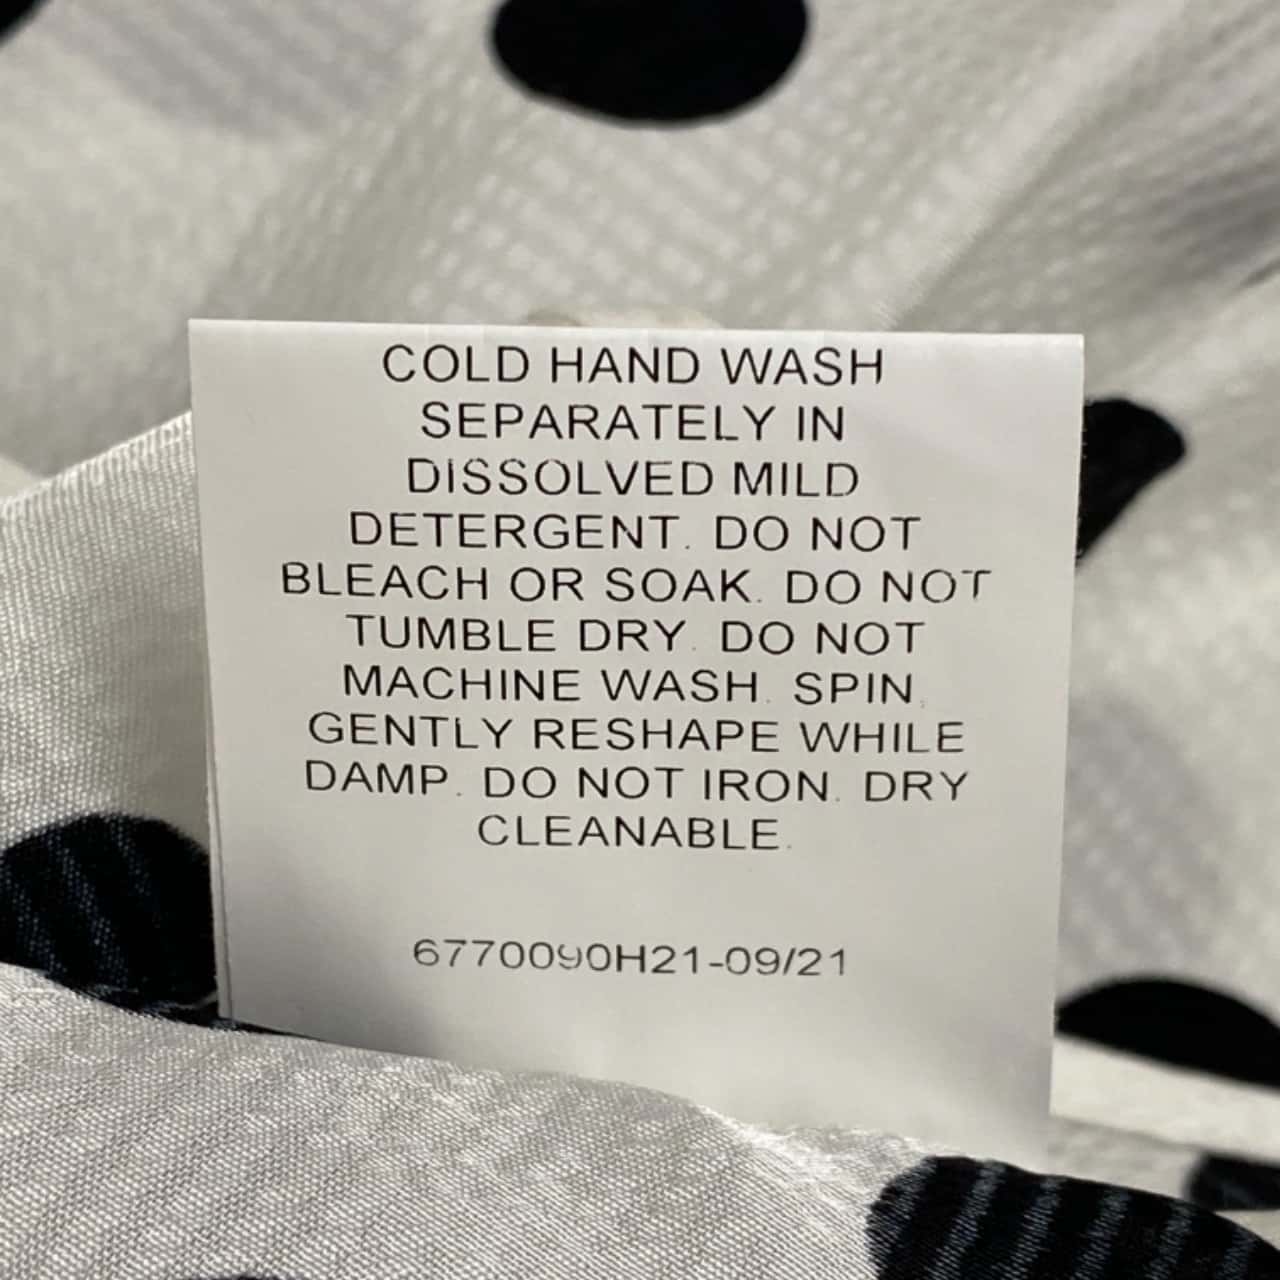 COLD HAND WASH
SEPARATELY IN
DISSOLVED MILD
DETERGENT. DO NOT
BLEACH OR SOAK. DO NOT
TUMBLE DRY. DO NOT
MACHINE WASH. SPIN.
GENTLY RESHAPE WHILE
DAMP. DO NOT IRON. DRY
CLEANABLE.
6770090H21-09/21